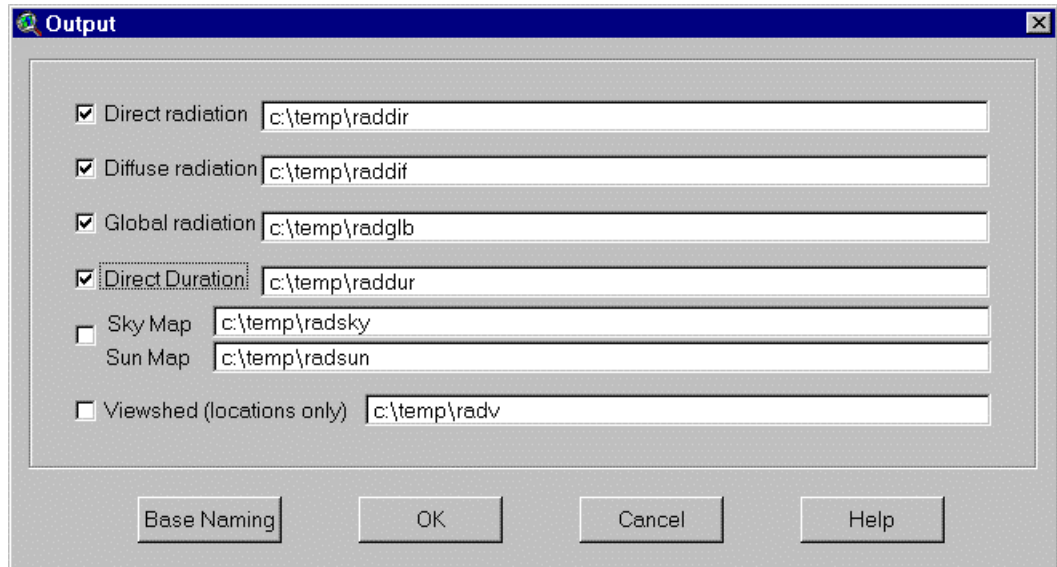 Output
Direct radiation c:\temp\raddir
Diffuse radiation c:\temp\raddif
Global radiation c:\temp\radglb
Direct Duration c:\temp\raddur
Sky Map c:\temp\radsky
Sun Map c:\temp\radsun
Viewshed (locations only) c:\temp\radv
Base Naming OK Cancel Help